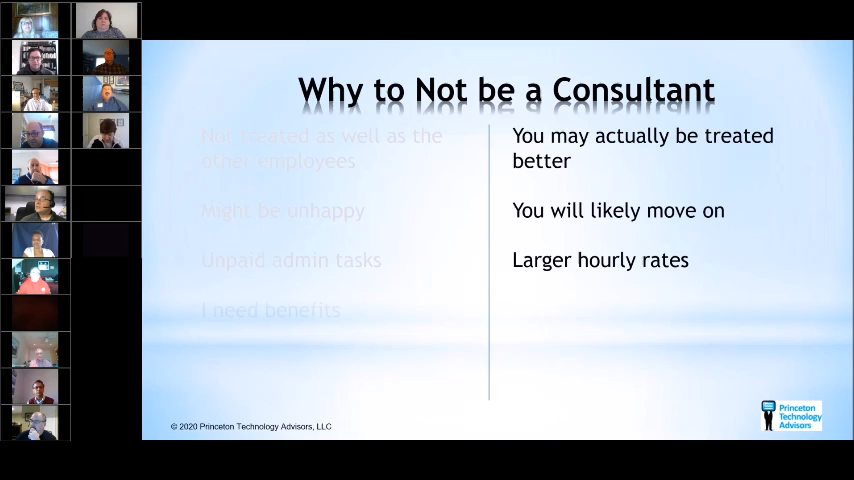 Why to Not be a Consultant
Not treated as well as the
other employees
Might be unhappy
Unpaid admin tasks
I need benefits
You may actually be treated
better
You will likely move on
Larger hourly rates
© 2020 Princeton Technology Advisors, LLC
Princeton
Technology
Advisors